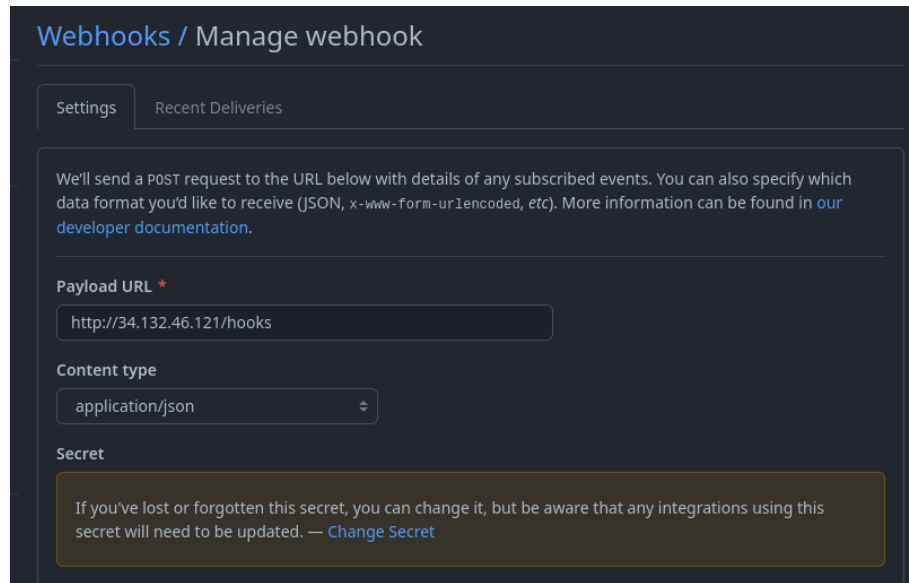 Webhooks / Manage webhook
Settings
Recent Deliveries
We'll send a POST request to the URL below with details of any subscribed events. You can also specify which
data format you'd like to receive (JSON, x-www-form-urlencoded, etc). More information can be found in our
developer documentation.
Payload URL *
http://34.132.46.121/hooks
Content type
application/json
Secret
If you've lost or forgotten this secret, you can change it, but be aware that any integrations using this
secret will need to be updated. — Change Secret